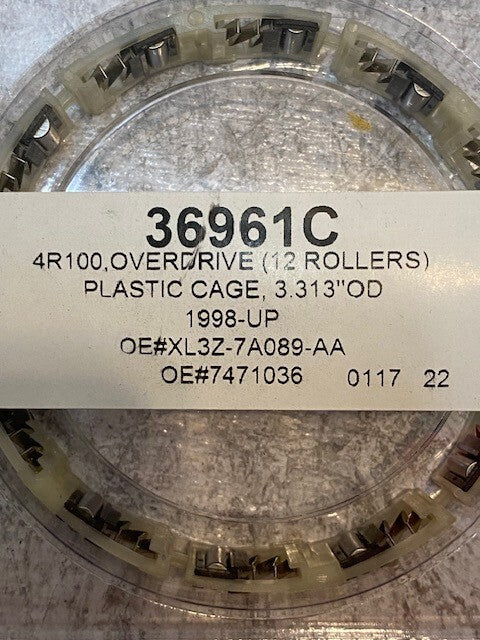 36961C
4R100,OVERDRIVE (12 ROLLERS)
PLASTIC CAGE, 3.313"OD
1998-UP
OE#XL3Z-7A089-AA
OE#7471036 0117 22